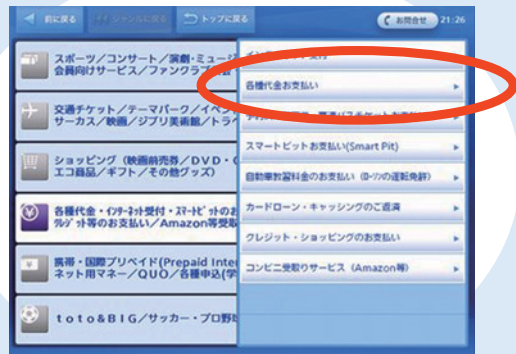 前に戻る
ジャンルに戻る
トップに戻る
お問合せ
21:26
スポーツ/コンサート/演劇・ミュージ
会員向けサービス/ファンクラブ
交通チケット/テーマパーク/イベン
サーカス/映画/ジブリ美術館/トラベ
ショッピング(映画前売券/DVD・C
エコ商品/ギフト/その他グッズ)
各種代金・インターネット受付・スマートピットのお
クレジット等のお支払い/Amazon等受取
携帯・国際プリペイド(Prepaid Inte
ネット用マネー/QUO/各種申込(学
toto&BIG/サッカー・プロ野球
各種代金お支払い
スマートピットお支払い(Smart Pit)
自動車教習料金のお支払い(ローソンの運転免許)
カードローン・キャッシングのご返済
クレジット・ショッピングのお支払い
コンビニ受取りサービス(Amazon等)